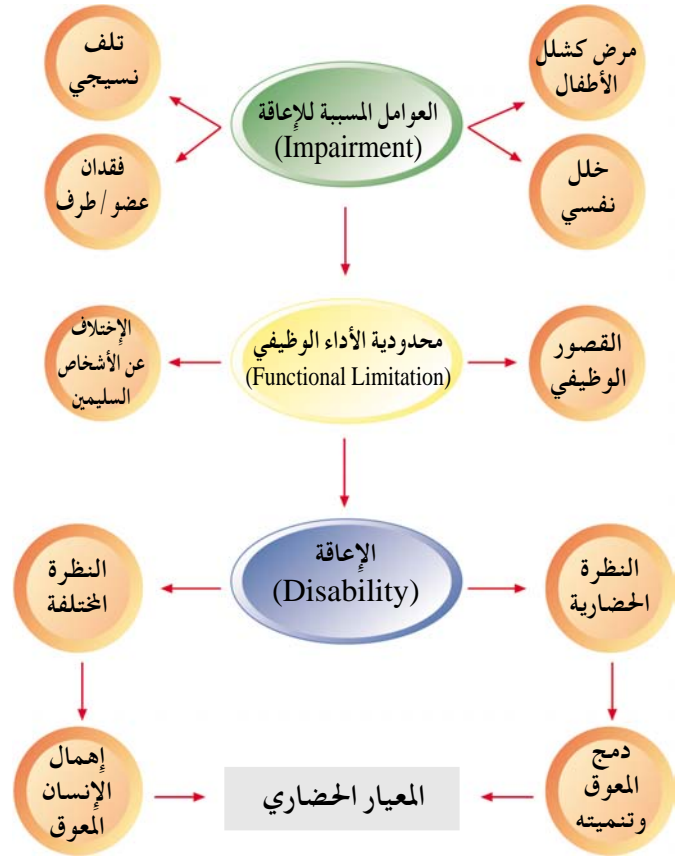 مرض كشلل
الأطفال
تلف
نسيجي
العوامل المسببة للإعاقة
(Impairment)
خلل
نفسي
فقدان
عضو / طرف
القصور
الوظيفي
محدودية الأداء الوظيفي
(Functional Limitation)
الإختلاف
عن الأشخاص
السليمين
الإعاقة
(Disability)
النظرة
الحضارية
النظرة
المختلفة
دمج
المعوق
وتنميته
المعيار الحضاري
إهمال
الإنسان
المعوق